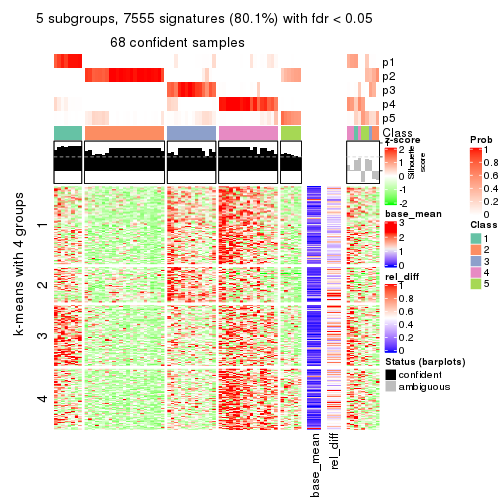 5 subgroups, 7555 signatures (80.1%) with fdr < 0.05
68 confident samples
p1
p2
p3
p4
p5
Class
Silhouette
score
k-means with 4 groups
1
2
3
4
base_mean
rel_diff
z-score
2
1
0
-1
-2
base_mean
3
2
1
0
rel_diff
1
0.8
0.6
0.4
0.2
0
Status (barplots)
confident
ambiguous
Prob
1
0.8
0.6
0.4
0.2
0
Class
1
2
3
4
5